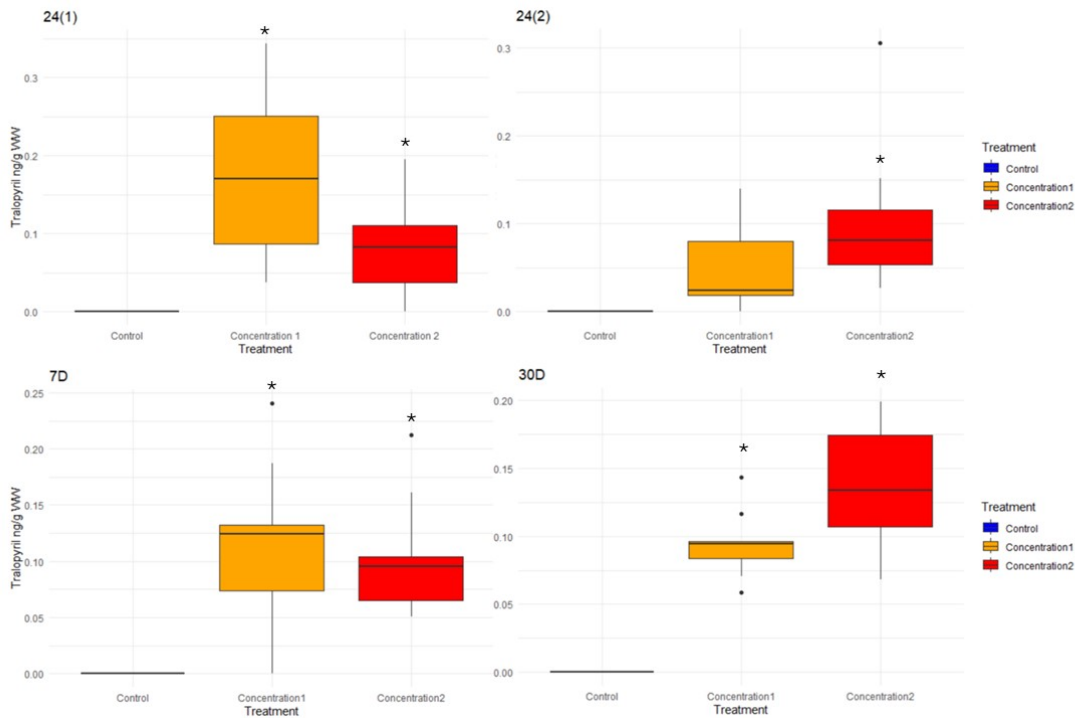 24(1)
*
*
0.3
0.2
0.1
0.0
Tralopyril ng/g WW
Control
Concentration 1
Concentration 2
Treatment
24(2)
*
0.3
0.2
0.1
0.0
Control
Concentration1
Concentration2
Treatment
Treatment
Control
Concentration1
Concentration2
7D
*
*
0.25
0.20
0.15
0.10
0.05
0.00
Tralopyril ng/g WW
Control
Concentration1
Concentration2
Treatment
30D
*
*
0.20
0.15
0.10
0.05
0.00
Control
Concentration1
Concentration2
Treatment
Treatment
Control
Concentration1
Concentration2